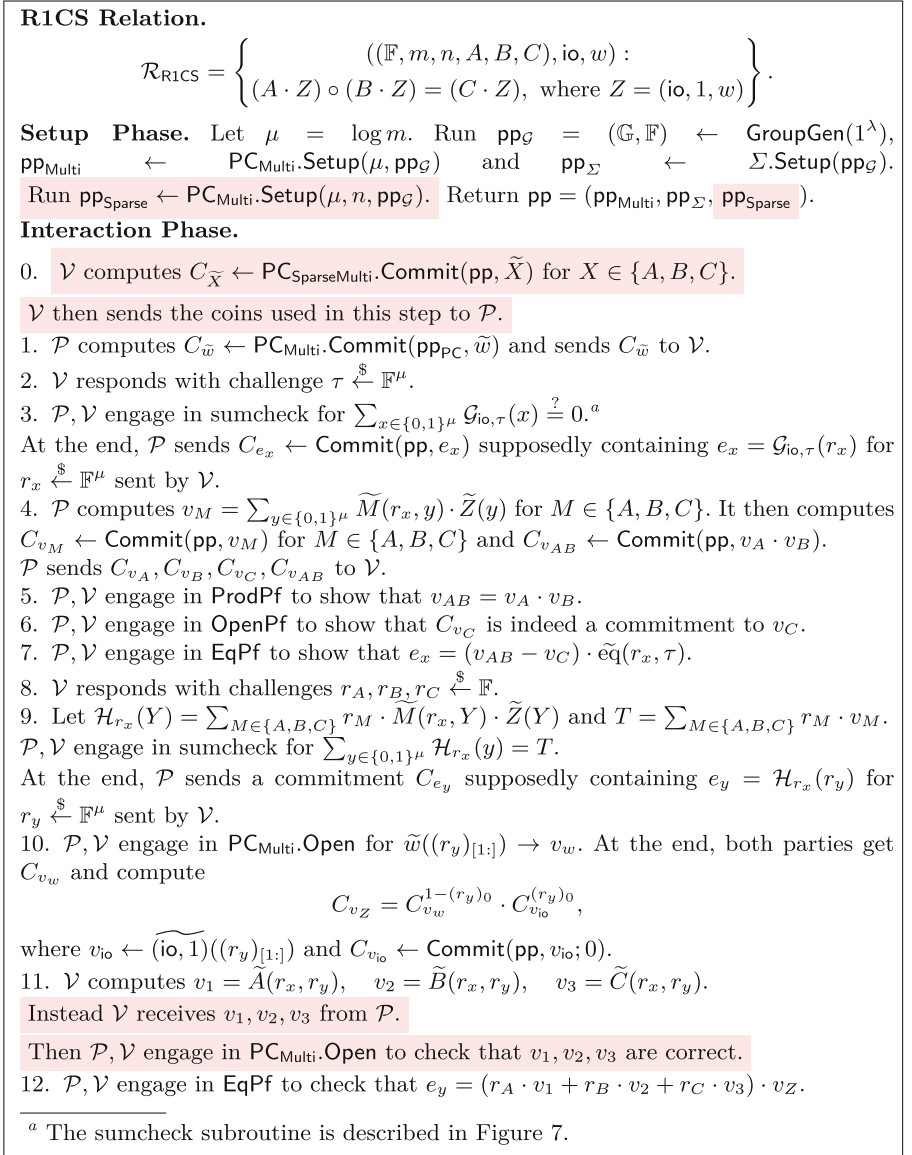 R1CS Relation.
R_R1CS = { ((𝔽, m, n, A, B, C), io, w) :
(A · Z) ∘ (B · Z) = (C · Z), where Z = (io, 1, w) } .
Setup Phase. Let μ = log m. Run pp_𝒢 = (𝔾, 𝔽) ← GroupGen(1^λ),
pp_Multi ← PC_Multi.Setup(μ, pp_𝒢) and pp_Σ ← Σ.Setup(pp_𝒢).
Run pp_Sparse ← PC_Multi.Setup(μ, n, pp_𝒢). Return pp = (pp_Multi, pp_Σ, pp_Sparse ).
Interaction Phase.
0. 𝒱 computes C_X̃ ← PC_SparseMulti.Commit(pp, X̃) for X ∈ {A, B, C}.
𝒱 then sends the coins used in this step to 𝒫.
1. 𝒫 computes C_w̃ ← PC_Multi.Commit(pp_PC, w̃) and sends C_w̃ to 𝒱.
2. 𝒱 responds with challenge τ ←$ 𝔽^μ.
3. 𝒫, 𝒱 engage in sumcheck for ∑_{x∈{0,1}^μ} 𝒢_{io,τ}(x) ≟ 0.^a
At the end, 𝒫 sends C_{e_x} ← Commit(pp, e_x) supposedly containing e_x = 𝒢_{io,τ}(r_x) for
r_x ←$ 𝔽^μ sent by 𝒱.
4. 𝒫 computes v_M = ∑_{y∈{0,1}^μ} M̃(r_x, y) · Z̃(y) for M ∈ {A, B, C}. It then computes
C_{v_M} ← Commit(pp, v_M) for M ∈ {A, B, C} and C_{v_AB} ← Commit(pp, v_A · v_B).
𝒫 sends C_{v_A}, C_{v_B}, C_{v_C}, C_{v_AB} to 𝒱.
5. 𝒫, 𝒱 engage in ProdPf to show that v_AB = v_A · v_B.
6. 𝒫, 𝒱 engage in OpenPf to show that C_{v_C} is indeed a commitment to v_C.
7. 𝒫, 𝒱 engage in EqPf to show that e_x = (v_AB − v_C) · ẽq(r_x, τ).
8. 𝒱 responds with challenges r_A, r_B, r_C ←$ 𝔽.
9. Let ℋ_{r_x}(Y) = ∑_{M∈{A,B,C}} r_M · M̃(r_x, Y) · Z̃(Y) and T = ∑_{M∈{A,B,C}} r_M · v_M.
𝒫, 𝒱 engage in sumcheck for ∑_{y∈{0,1}^μ} ℋ_{r_x}(y) = T.
At the end, 𝒫 sends a commitment C_{e_y} supposedly containing e_y = ℋ_{r_x}(r_y) for
r_y ←$ 𝔽^μ sent by 𝒱.
10. 𝒫, 𝒱 engage in PC_Multi.Open for w̃((r_y)_[1:]) → v_w. At the end, both parties get
C_{v_w} and compute
C_{v_Z} = C_{v_w}^{1−(r_y)_0} · C_{v_io}^{(r_y)_0},
where v_io ← (io, 1)~((r_y)_[1:]) and C_{v_io} ← Commit(pp, v_io; 0).
11. 𝒱 computes v_1 = Ã(r_x, r_y), v_2 = B̃(r_x, r_y), v_3 = C̃(r_x, r_y).
Instead 𝒱 receives v_1, v_2, v_3 from 𝒫.
Then 𝒫, 𝒱 engage in PC_Multi.Open to check that v_1, v_2, v_3 are correct.
12. 𝒫, 𝒱 engage in EqPf to check that e_y = (r_A · v_1 + r_B · v_2 + r_C · v_3) · v_Z.
^a The sumcheck subroutine is described in Figure 7.